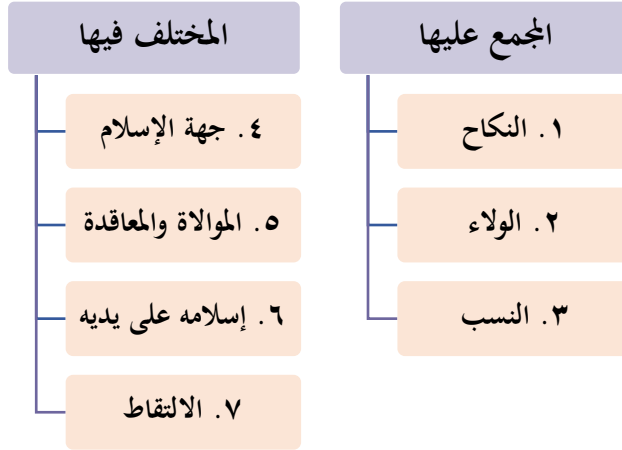 المجمع عليها
١. النكاح
٢. الولاء
٣. النسب
المختلف فيها
٤. جهة الإسلام
٥. الموالاة والمعاقدة
٦. إسلامه على يديه
٧. الالتقاط